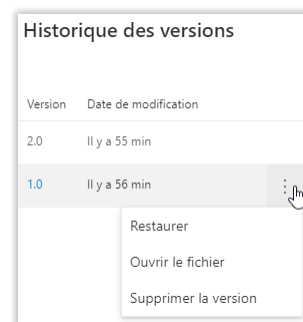 Historique des versions
Version Date de modification
2.0 Il y a 55 min
1.0 Il y a 56 min
Restaurer
Ouvrir le fichier
Supprimer la version